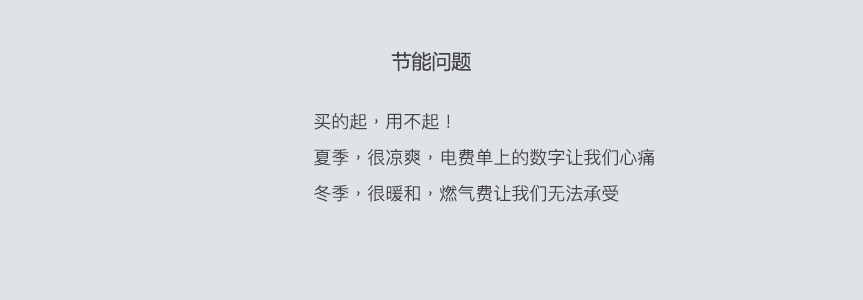 节能问题
买的起，用不起！
夏季，很凉爽，电费单上的数字让我们心痛
冬季，很暖和，燃气费让我们无法承受